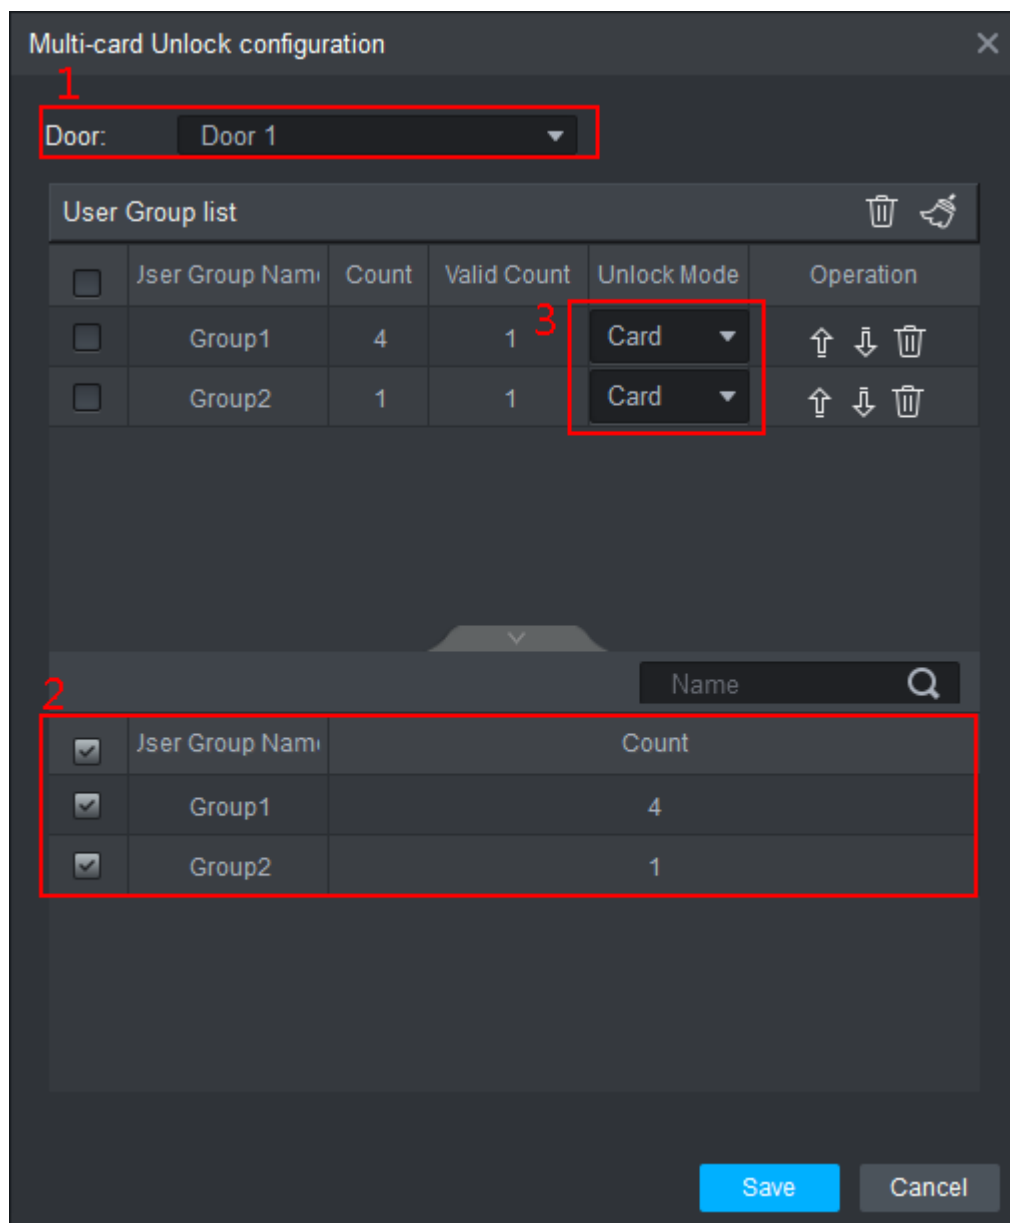 Multi-card Unlock configuration
1
Door: Door 1
User Group list
Jser Group Name Count Valid Count Unlock Mode Operation
3
Group1 4 1 Card
Group2 1 1 Card
Name
2
Jser Group Name Count
Group1 4
Group2 1
Save Cancel